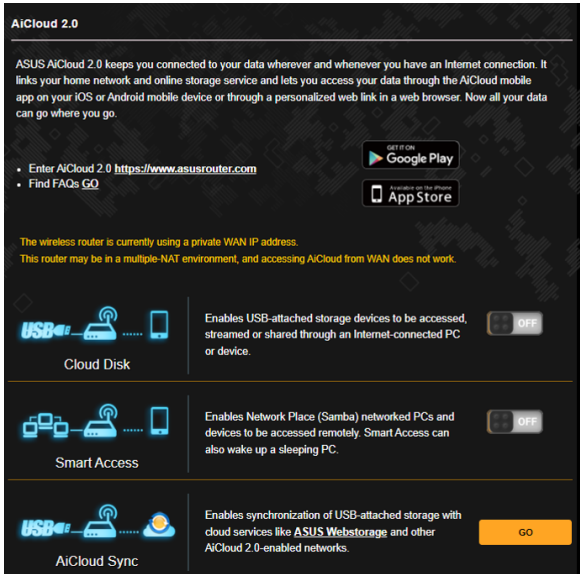 AiCloud 2.0
ASUS AiCloud 2.0 keeps you connected to your data wherever and whenever you have an Internet connection. It
links your home network and online storage service and lets you access your data through the AiCloud mobile
app on your iOS or Android mobile device or through a personalized web link in a web browser. Now all your data
can go where you go.
GET IT ON
Google Play
• Enter AiCloud 2.0 https://www.asusrouter.com
• Find FAQs GO
Available on the iPhone
App Store
The wireless router is currently using a private WAN IP address.
This router may be in a multiple-NAT environment, and accessing AiCloud from WAN does not work.
USB
Cloud Disk
Enables USB-attached storage devices to be accessed,
streamed or shared through an Internet-connected PC
or device.
OFF
Smart Access
Enables Network Place (Samba) networked PCs and
devices to be accessed remotely. Smart Access can
also wake up a sleeping PC.
OFF
USB
AiCloud Sync
Enables synchronization of USB-attached storage with
cloud services like ASUS Webstorage and other
AiCloud 2.0-enabled networks.
GO